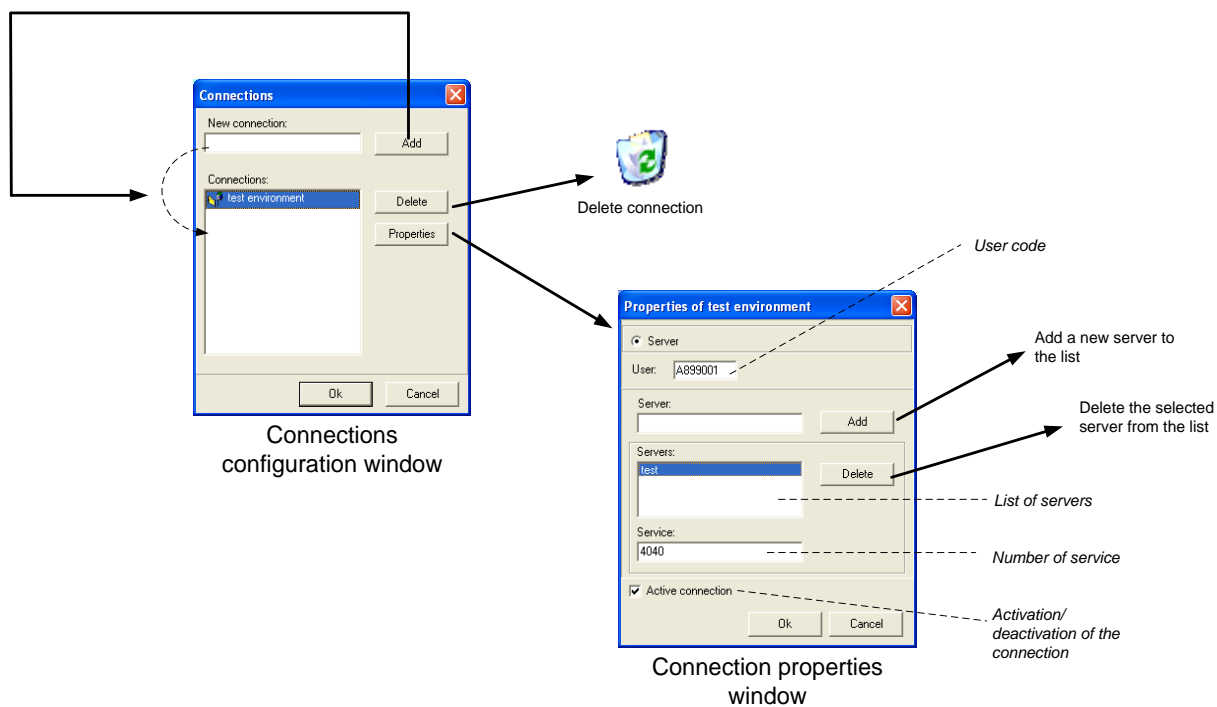 Connections
New connection:
Add
Connections:
test environment
Delete
Properties
Ok
Cancel
Connections
configuration window
Delete connection
User code
Properties of test environment
Server
User:
A899001
Server:
Add
Servers:
test
Delete
Service:
4040
Active connection
Ok
Cancel
Connection properties
window
Add a new server to
the list
Delete the selected
server from the list
List of servers
Number of service
Activation/
deactivation of the
connection